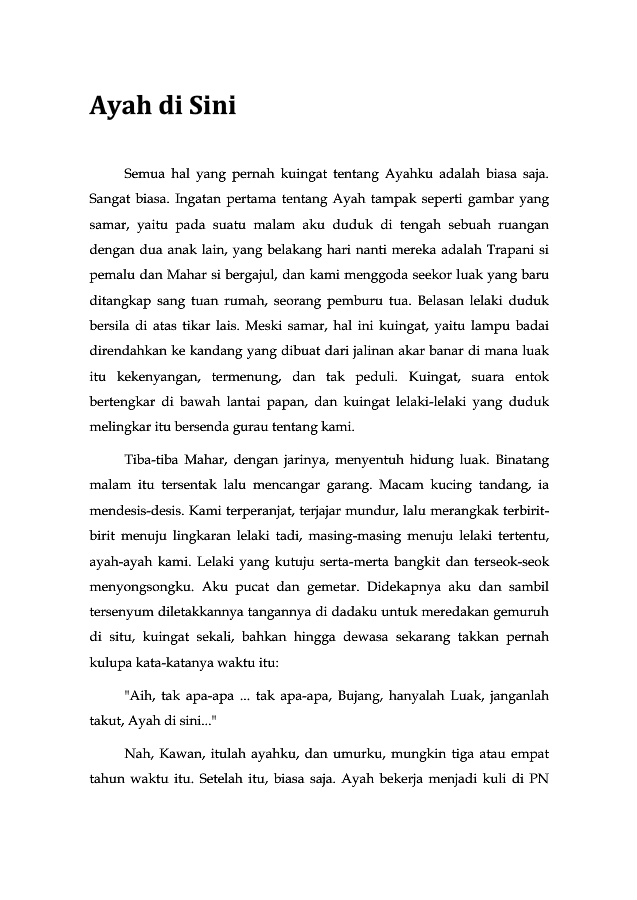 Ayah di Sini
Semua hal yang pernah kuingat tentang Ayahku adalah biasa saja.
Sangat biasa. Ingatan pertama tentang Ayah tampak seperti gambar yang
samar, yaitu pada suatu malam aku duduk di tengah sebuah ruangan
dengan dua anak lain, yang belakang hari nanti mereka adalah Trapani si
pemalu dan Mahar si bergajul, dan kami menggoda seekor luak yang baru
ditangkap sang tuan rumah, seorang pemburu tua. Belasan lelaki duduk
bersila di atas tikar lais. Meski samar, hal ini kuingat, yaitu lampu badai
direndahkan ke kandang yang dibuat dari jalinan akar banar di mana luak
itu kekenyangan, termenung, dan tak peduli. Kuingat, suara entok
bertengkar di bawah lantai papan, dan kuingat lelaki-lelaki yang duduk
melingkar itu bersenda gurau tentang kami.
Tiba-tiba Mahar, dengan jarinya, menyentuh hidung luak. Binatang
malam itu tersentak lalu mencangar garang. Macam kucing tandang, ia
mendesis-desis. Kami terperanjat, terjajar mundur, lalu merangkak terbirit-
birit menuju lingkaran lelaki tadi, masing-masing menuju lelaki tertentu,
ayah-ayah kami. Lelaki yang kutuju serta-merta bangkit dan terseok-seok
menyongsongku. Aku pucat dan gemetar. Didekapnya aku dan sambil
tersenyum diletakkannya tangannya di dadaku untuk meredakan gemuruh
di situ, kuingat sekali, bahkan hingga dewasa sekarang takkan pernah
kulupa kata-katanya waktu itu:
"Aih, tak apa-apa ... tak apa-apa, Bujang, hanyalah Luak, janganlah
takut, Ayah di sini..."
Nah, Kawan, itulah ayahku, dan umurku, mungkin tiga atau empat
tahun waktu itu. Setelah itu, biasa saja. Ayah bekerja menjadi kuli di PN